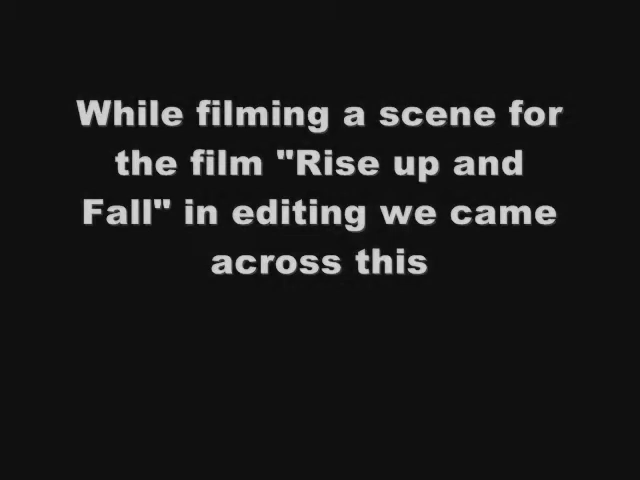 While filming a scene for
the film "Rise up and
Fall" in editing we came
across this